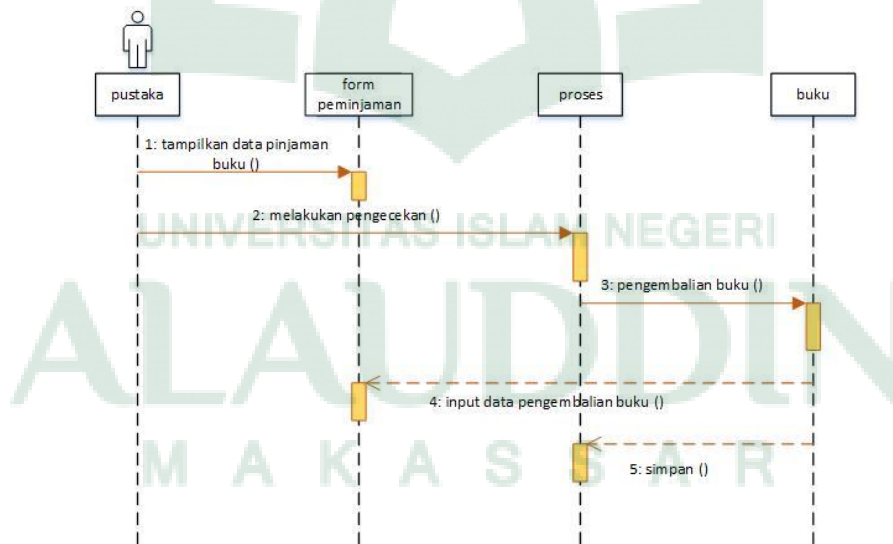 pustaka
form
peminjaman
proses
buku
1: tampilkan data pinjaman
buku ()
2: melakukan pengecekan ()
UNIVERSITAS ISLAM NEGERI
3: pengembalian buku ()
ALAUDDIN
4: input data pengembalian buku ()
MAKASSAR
5: simpan ()